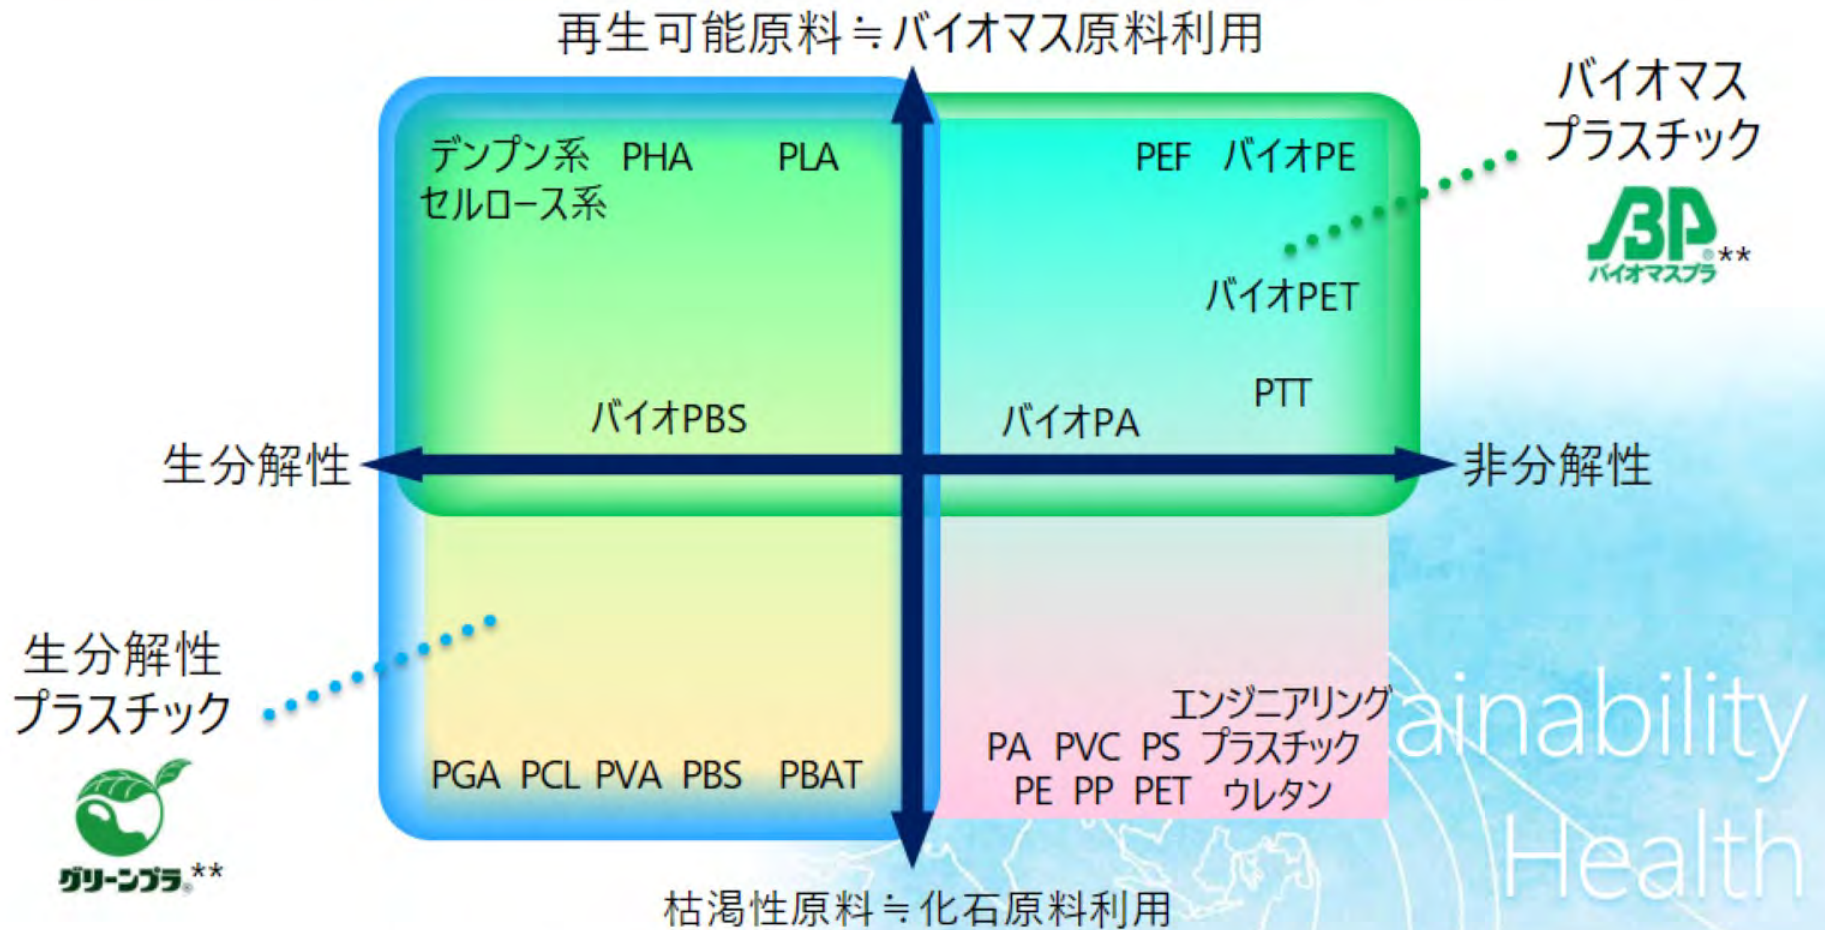 再生可能原料≒バイオマス原料利用
バイオマス
プラスチック
ABP®**
バイオマスプラ
デンプン系 PHA PLA
セルロース系
PEF バイオPE
バイオPET
PTT
バイオPBS
バイオPA
生分解性
非分解性
生分解性
プラスチック
グリーンプラ®**
PGA PCL PVA PBS PBAT
エンジニアリング
PA PVC PS プラスチック
PE PP PET ウレタン
ainability
Health
枯渇性原料≒化石原料利用